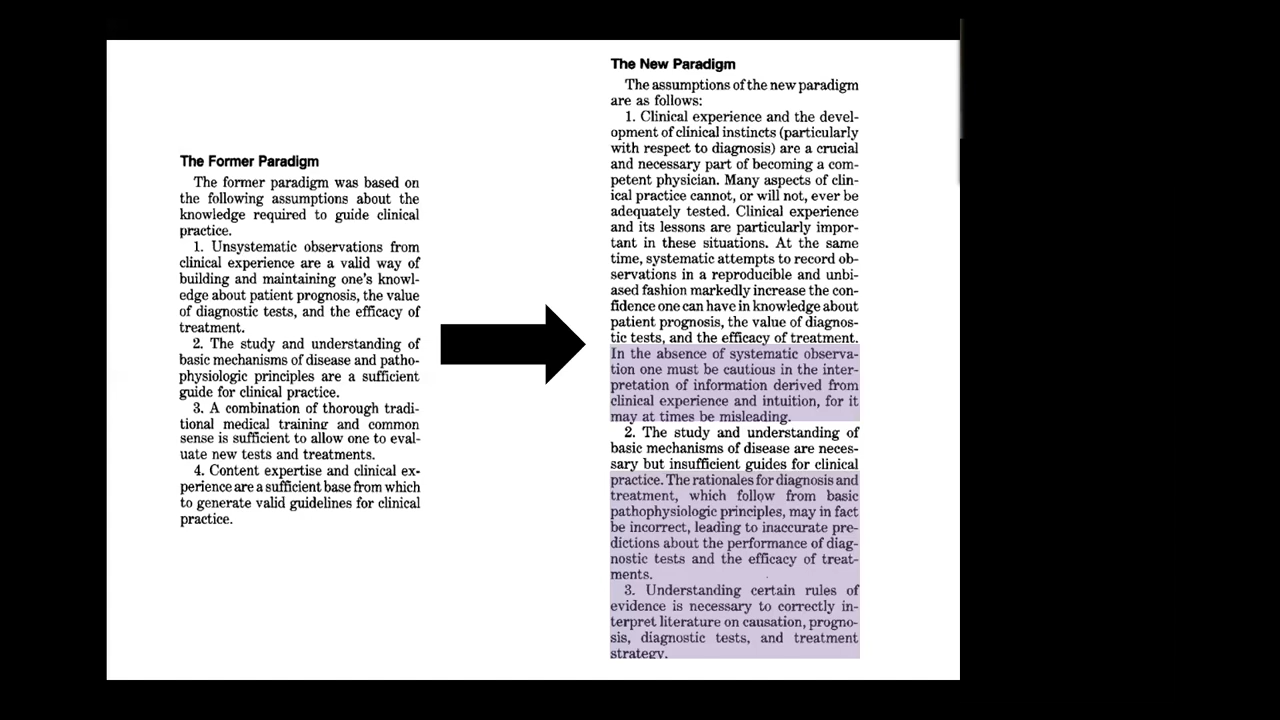 The Former Paradigm
The former paradigm was based on
the following assumptions about the
knowledge required to guide clinical
practice.
1. Unsystematic observations from
clinical experience are a valid way of
building and maintaining one's knowl-
edge about patient prognosis, the value
of diagnostic tests, and the efficacy of
treatment.
2. The study and understanding of
basic mechanisms of disease and patho-
physiologic principles are a sufficient
guide for clinical practice.
3. A combination of thorough tradi-
tional medical training and common
sense is sufficient to allow one to eval-
uate new tests and treatments.
4. Content expertise and clinical ex-
perience are a sufficient base from which
to generate valid guidelines for clinical
practice.
The New Paradigm
The assumptions of the new paradigm
are as follows:
1. Clinical experience and the devel-
opment of clinical instincts (particularly
with respect to diagnosis) are a crucial
and necessary part of becoming a com-
petent physician. Many aspects of clin-
ical practice cannot, or will not, ever be
adequately tested. Clinical experience
and its lessons are particularly impor-
tant in these situations. At the same
time, systematic attempts to record ob-
servations in a reproducible and unbi-
ased fashion markedly increase the con-
fidence one can have in knowledge about
patient prognosis, the value of diagnos-
tic tests, and the efficacy of treatment.
In the absence of systematic observa-
tion one must be cautious in the inter-
pretation of information derived from
clinical experience and intuition, for it
may at times be misleading.
2. The study and understanding of
basic mechanisms of disease are neces-
sary but insufficient guides for clinical
practice. The rationales for diagnosis and
treatment, which follow from basic
pathophysiologic principles, may in fact
be incorrect, leading to inaccurate pre-
dictions about the performance of diag-
nostic tests and the efficacy of treat-
ments.
3. Understanding certain rules of
evidence is necessary to correctly in-
terpret literature on causation, progno-
sis, diagnostic tests, and treatment
strategy.